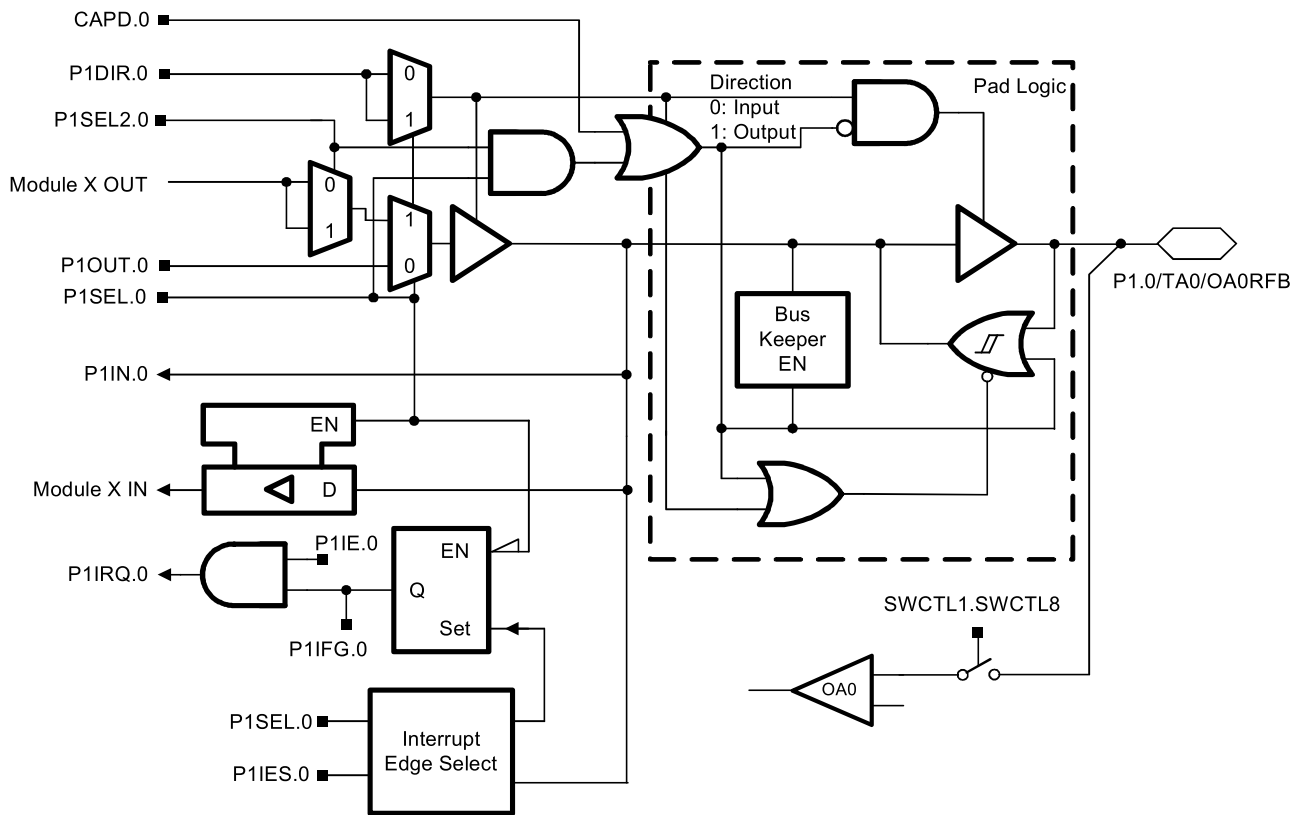 CAPD.0
P1DIR.0
0
1
Direction
0: Input
1: Output
Pad Logic
P1SEL2.0
Module X OUT
0
1
1
0
P1OUT.0
P1SEL.0
P1.0/TA0/OA0RFB
Bus
Keeper
EN
P1IN.0
EN
Module X IN
D
P1IE.0
EN
P1IRQ.0
Q
Set
P1IFG.0
SWCTL1.SWCTL8
OA0
P1SEL.0
Interrupt
Edge Select
P1IES.0